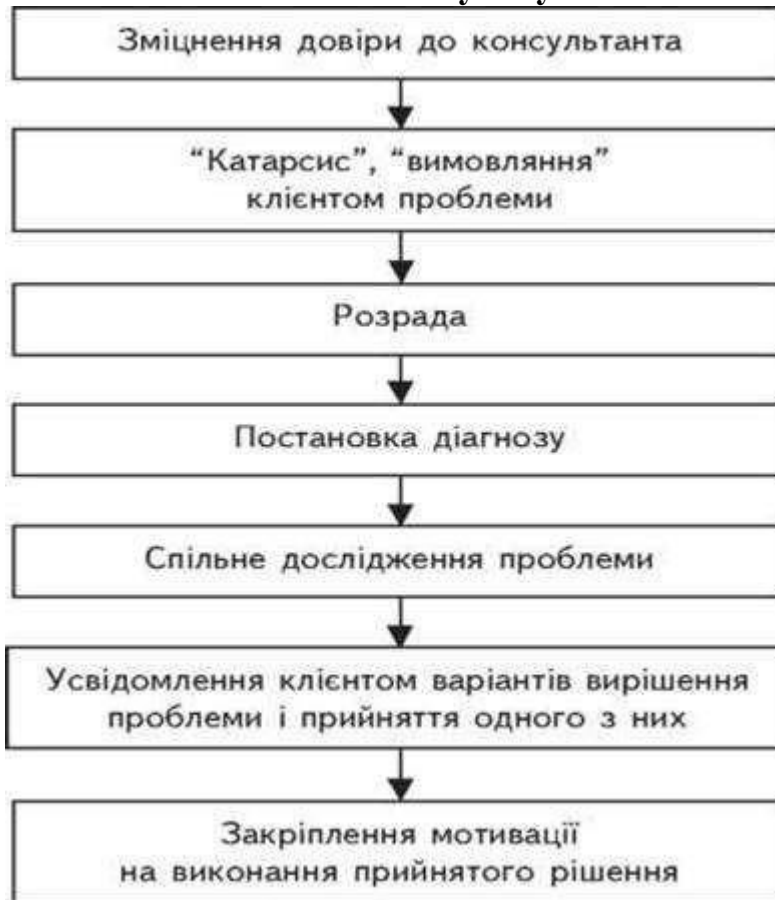 Зміцнення довіри до консультанта
“Катарсис”, “вимовляння”
клієнтом проблеми
Розрада
Постановка діагнозу
Спільне дослідження проблеми
Усвідомлення клієнтом варіантів вирішення
проблеми і прийняття одного з них
Закріплення мотивації
на виконання прийнятого рішення